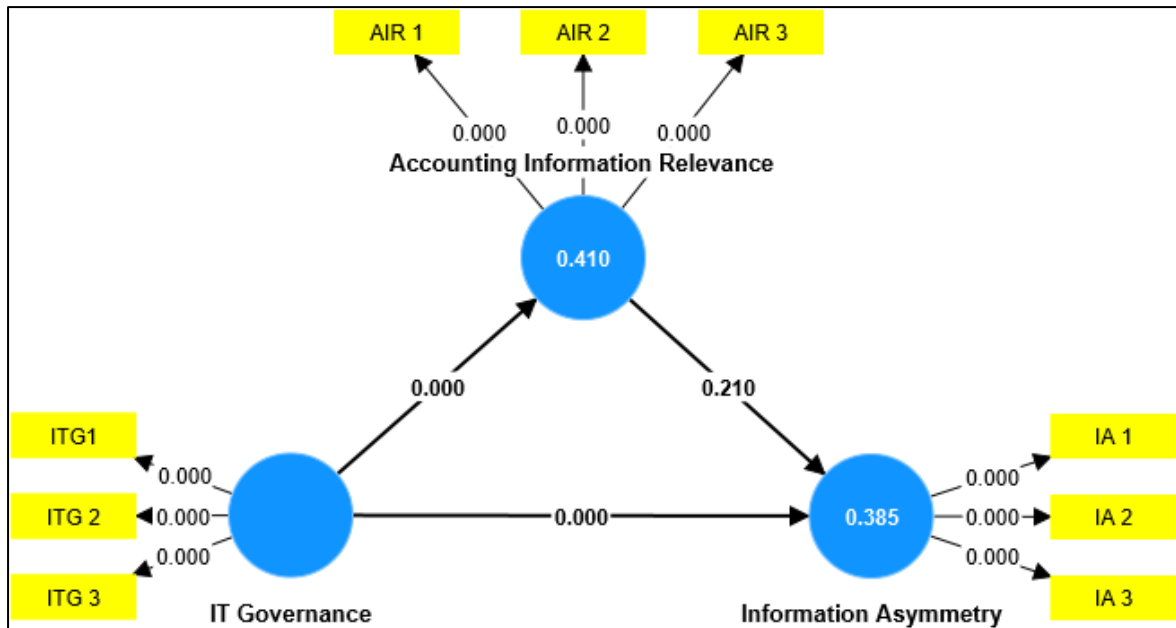 AIR 1 AIR 2 AIR 3
0.000 0.000 0.000
Accounting Information Relevance
0.410
0.000 0.210
ITG1 IA 1
0.000 0.000
ITG 2 0.000 0.000 0.385 0.000 IA 2
0.000 0.000
ITG 3 IA 3
IT Governance Information Asymmetry